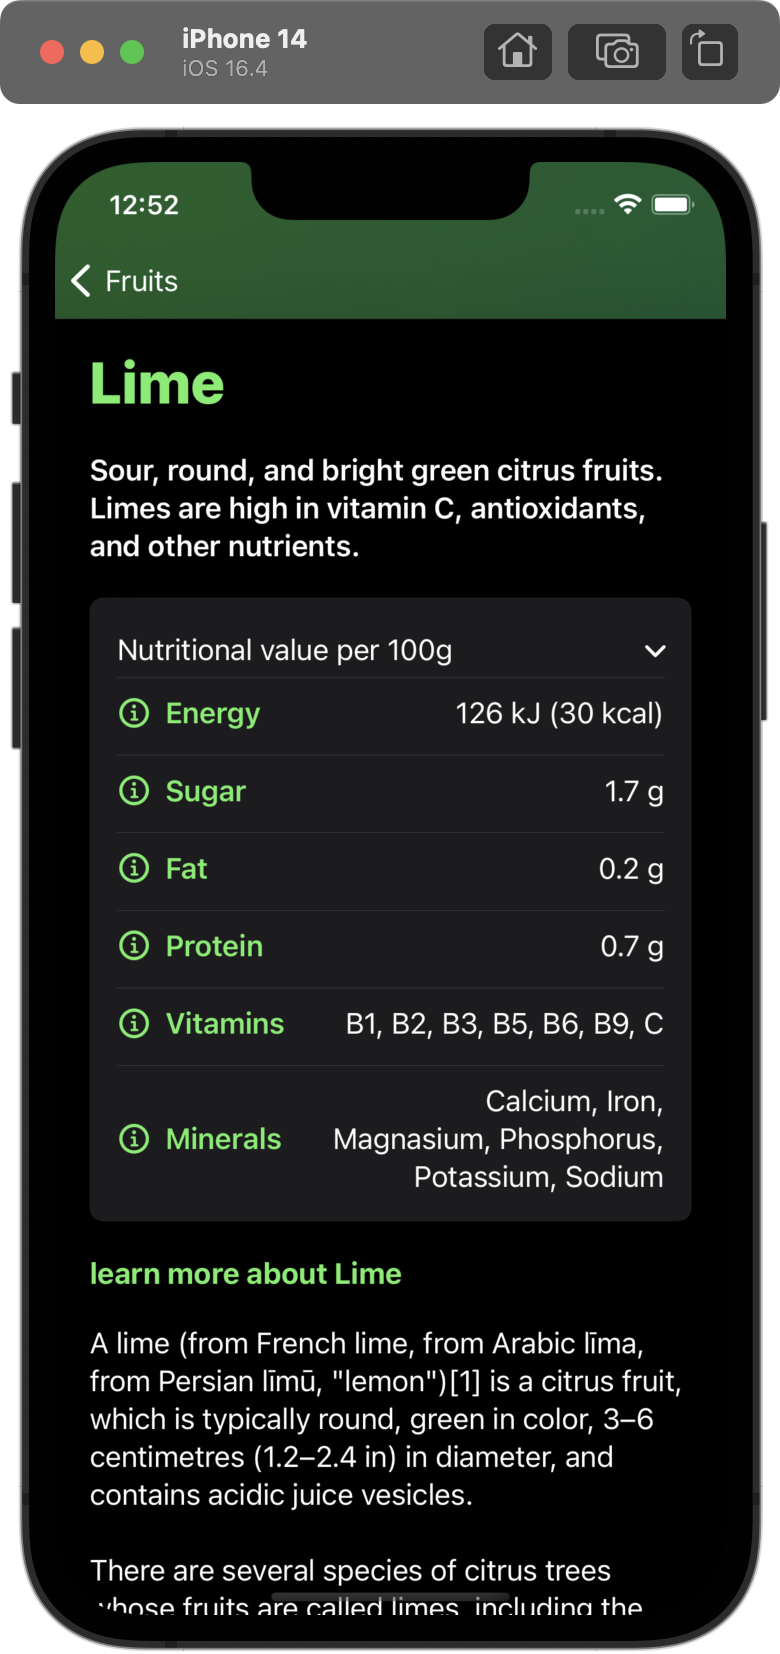 iPhone 14
iOS 16.4
12:52
Fruits
Lime
Sour, round, and bright green citrus fruits.
Limes are high in vitamin C, antioxidants,
and other nutrients.
Nutritional value per 100g
Energy 126 kJ (30 kcal)
Sugar 1.7 g
Fat 0.2 g
Protein 0.7 g
Vitamins B1, B2, B3, B5, B6, B9, C
Minerals Calcium, Iron,
Magnasium, Phosphorus,
Potassium, Sodium
learn more about Lime
A lime (from French lime, from Arabic līma,
from Persian līmū, "lemon")[1] is a citrus fruit,
which is typically round, green in color, 3–6
centimetres (1.2–2.4 in) in diameter, and
contains acidic juice vesicles.
There are several species of citrus trees
whose fruits are called limes, including the